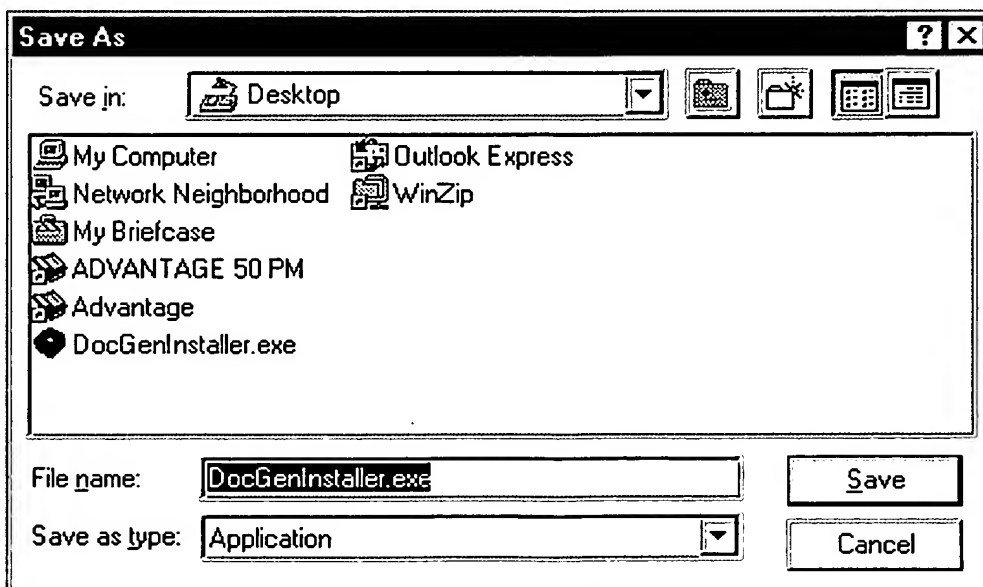 Save As
Save in: Desktop
My Computer Outlook Express
Network Neighborhood WinZip
My Briefcase
ADVANTAGE 50 PM
Advantage
DocGenInstaller.exe
File name: DocGenInstaller.exe Save
Save as type: Application Cancel